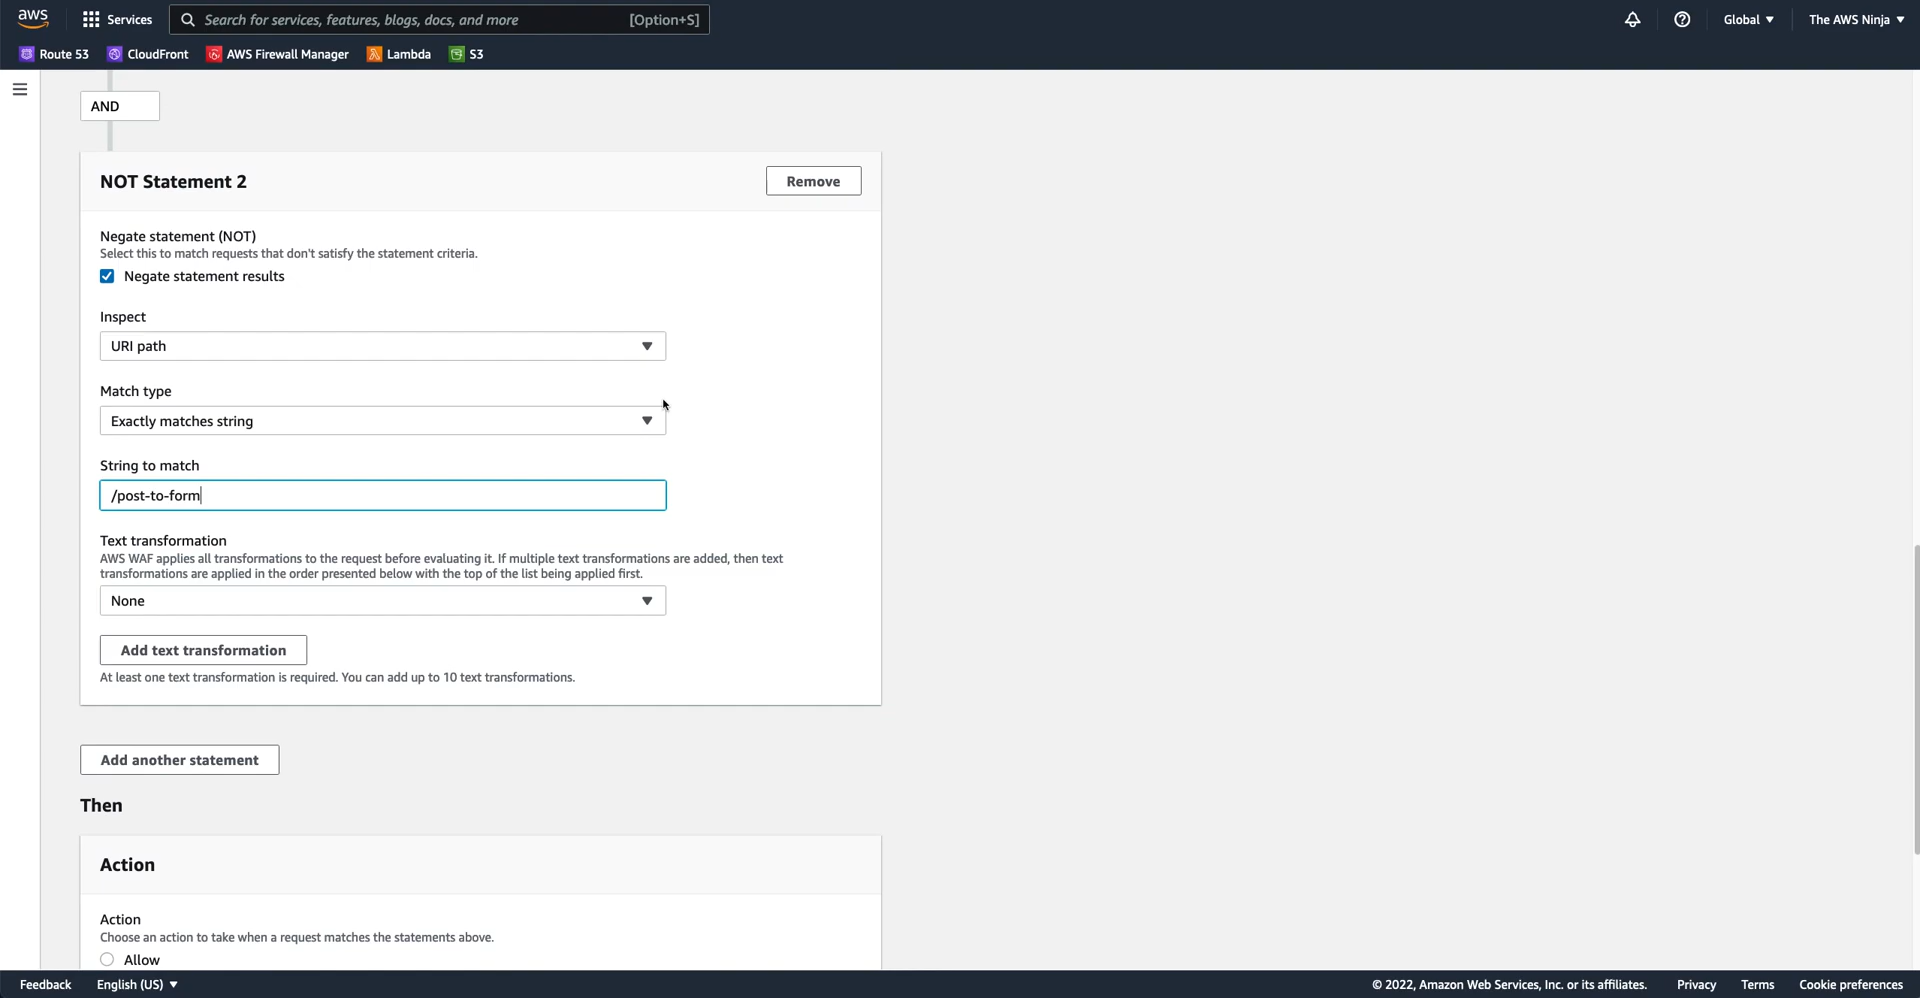 aws
Services
Search for services, features, blogs, docs, and more [Option+S]
Global
The AWS Ninja
Route 53 CloudFront AWS Firewall Manager Lambda S3
AND
NOT Statement 2
Remove
Negate statement (NOT)
Select this to match requests that don't satisfy the statement criteria.
Negate statement results
Inspect
URI path
Match type
Exactly matches string
String to match
/post-to-form
Text transformation
AWS WAF applies all transformations to the request before evaluating it. If multiple text transformations are added, then text
transformations are applied in the order presented below with the top of the list being applied first.
None
Add text transformation
At least one text transformation is required. You can add up to 10 text transformations.
Add another statement
Then
Action
Action
Choose an action to take when a request matches the statements above.
Allow
Feedback English (US) © 2022, Amazon Web Services, Inc. or its affiliates. Privacy Terms Cookie preferences